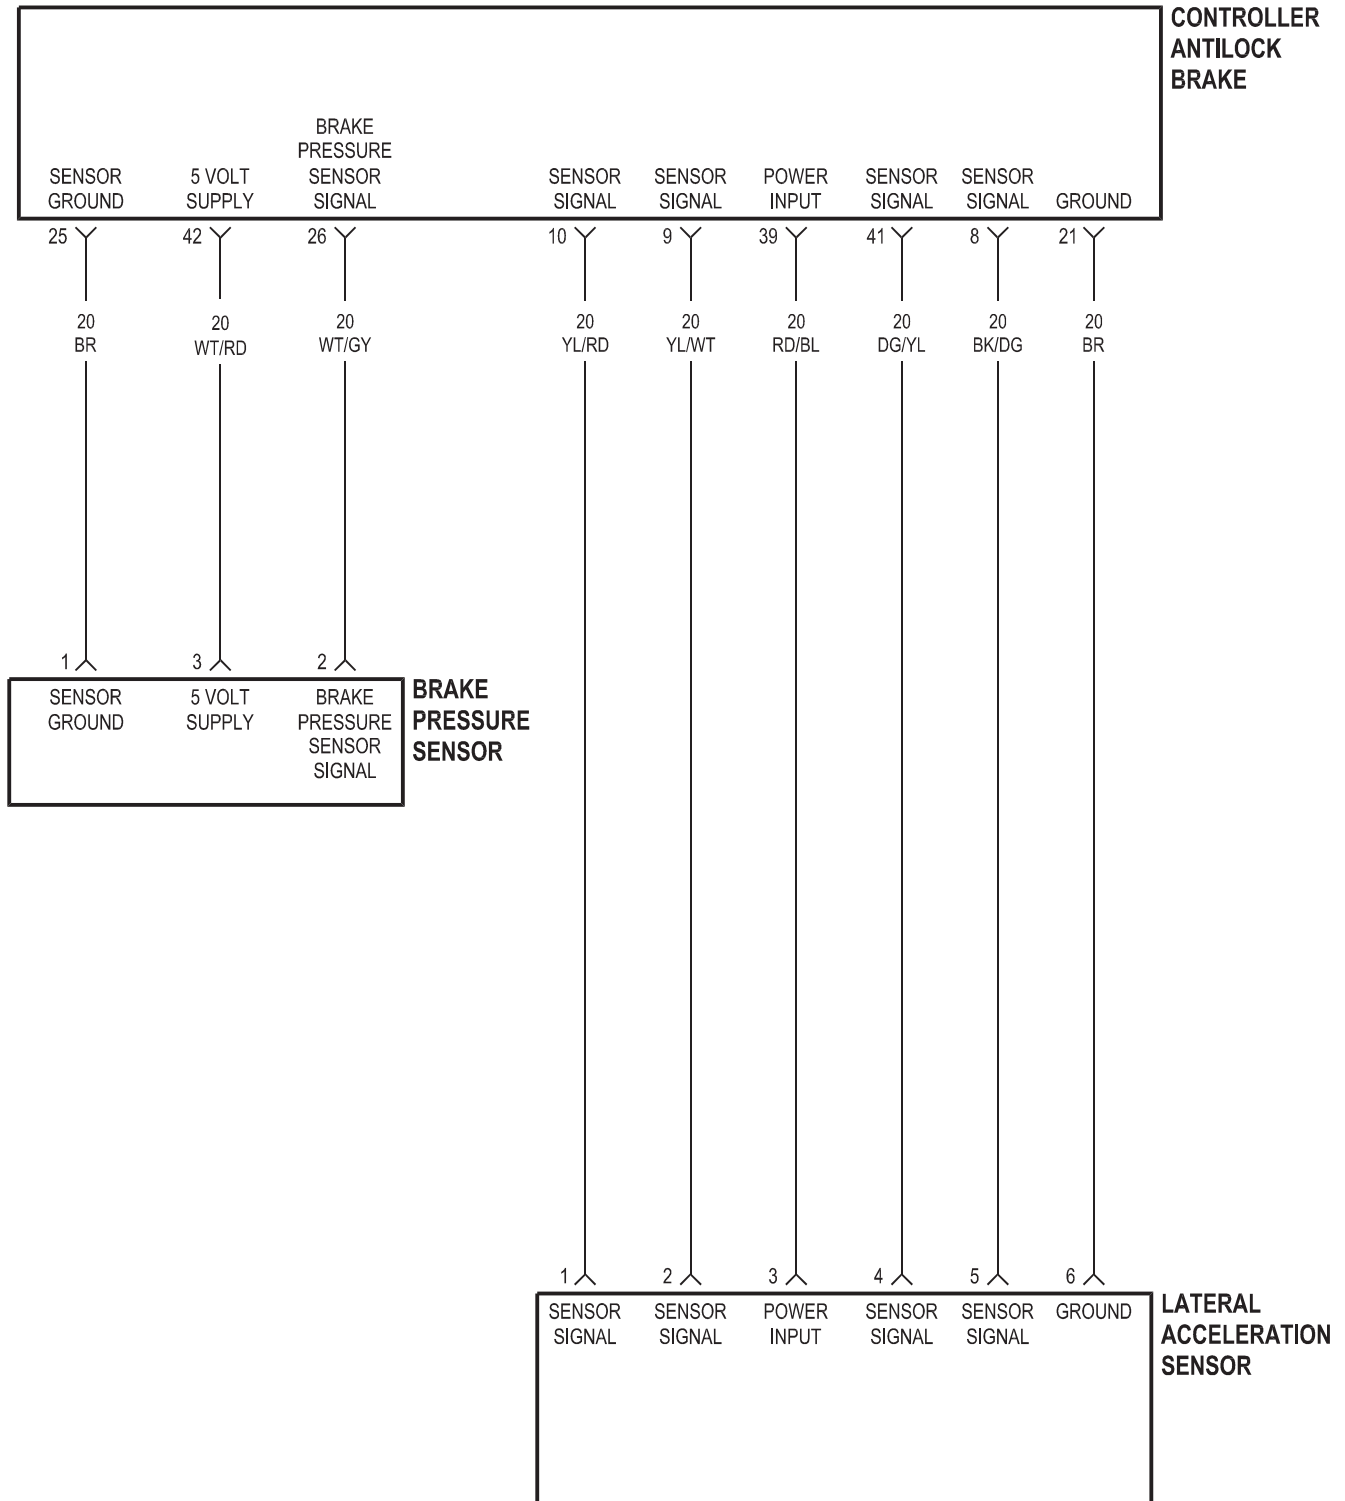 CONTROLLER
ANTILOCK
BRAKE
SENSOR
GROUND
5 VOLT
SUPPLY
BRAKE
PRESSURE
SENSOR
SIGNAL
SENSOR
SIGNAL
SENSOR
SIGNAL
POWER
INPUT
SENSOR
SIGNAL
SENSOR
SIGNAL
GROUND
25
42
26
10
9
39
41
8
21
20
BR
20
WT/RD
20
WT/GY
20
YL/RD
20
YL/WT
20
RD/BL
20
DG/YL
20
BK/DG
20
BR
1
3
2
SENSOR
GROUND
5 VOLT
SUPPLY
BRAKE
PRESSURE
SENSOR
SIGNAL
BRAKE
PRESSURE
SENSOR
1
2
3
4
5
6
SENSOR
SIGNAL
SENSOR
SIGNAL
POWER
INPUT
SENSOR
SIGNAL
SENSOR
SIGNAL
GROUND
LATERAL
ACCELERATION
SENSOR